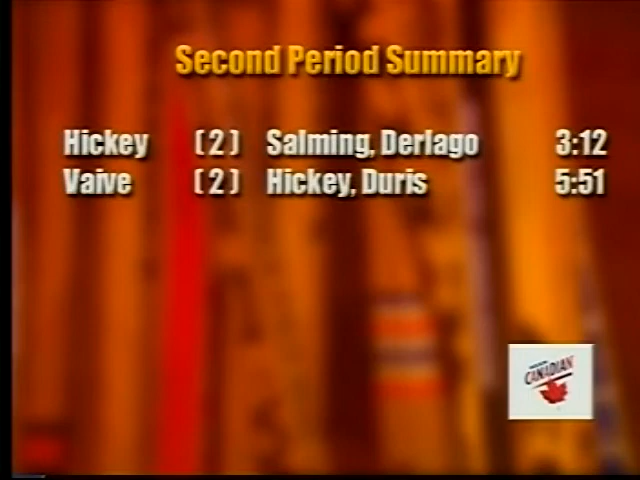 Second Period Summary
Hickey (2) Salming, Derlago 3:12
Vaive (2) Hickey, Duris 5:51
CANADIAN